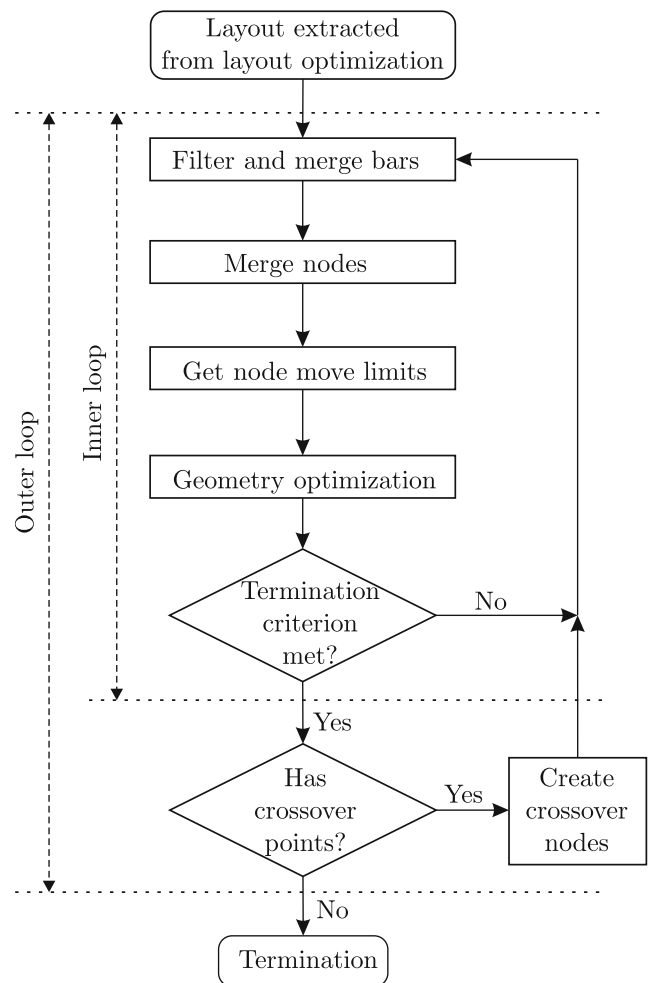 Layout extracted
from layout optimization
Filter and merge bars
Merge nodes
Get node move limits
Geometry optimization
Inner loop
Outer loop
Termination
criterion
met?
No
Yes
Has
crossover
points?
Yes
Create
crossover
nodes
No
Termination